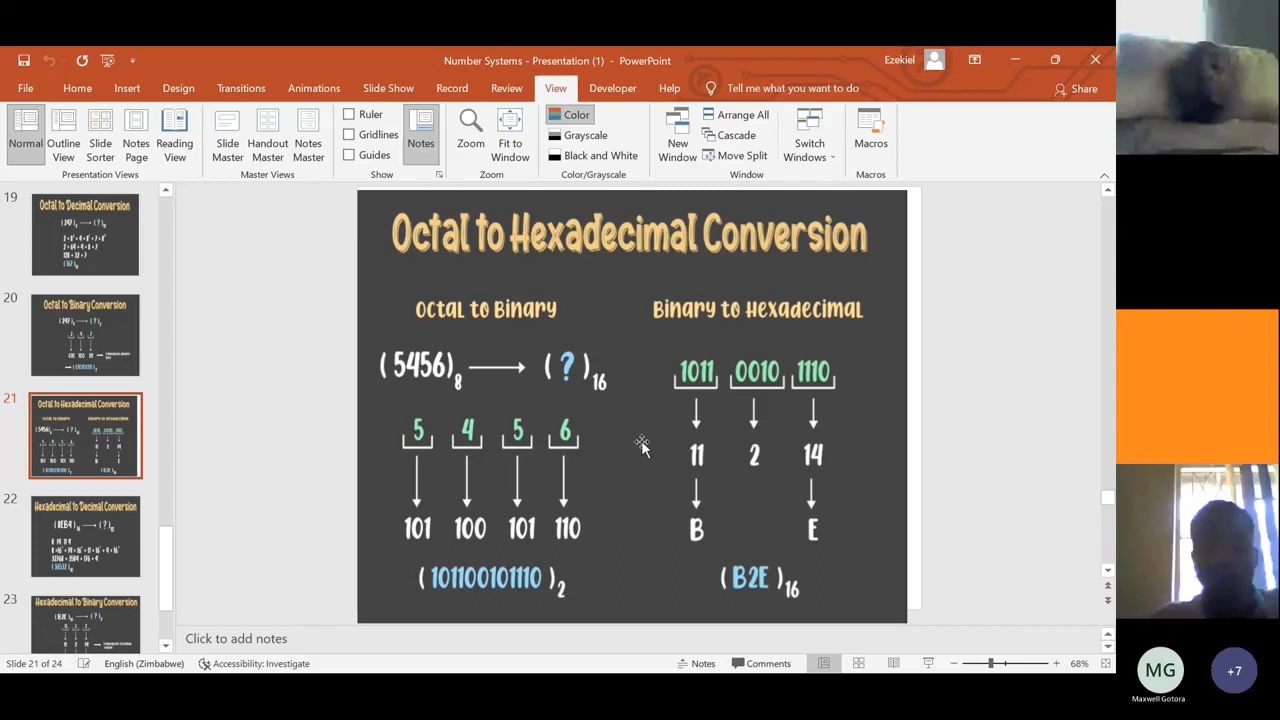 Number Systems - Presentation (1) - PowerPoint
Ezekiel
File Home Insert Design Transitions Animations Slide Show Record Review View Developer Help Tell me what you want to do Share
Normal Outline View Slide Sorter Notes Page Reading View
Presentation Views
Slide Master Handout Master Notes Master
Master Views
Ruler
Gridlines
Guides
Show
Notes
Zoom Fit to Window
Zoom
Color
Grayscale
Black and White
Color/Grayscale
New Window
Arrange All
Cascade
Move Split
Switch Windows
Window
Macros
Macros
19
Octal to Decimal Conversion
20
Octal to Binary Conversion
21
Octal to Hexadecimal Conversion
22
Hexadecimal to Decimal Conversion
23
Hexadecimal to Binary Conversion
Octal to Hexadecimal Conversion
Octal to Binary
(5456)8 (?)16
5 4 5 6
101 100 101 110
(101100101110)2
Binary to Hexadecimal
1011 0010 1110
11 2 14
B E
(B2E)16
Click to add notes
Slide 21 of 24 English (Zimbabwe) Accessibility: Investigate Notes Comments 68%
MG
Maxwell Gotora
+7